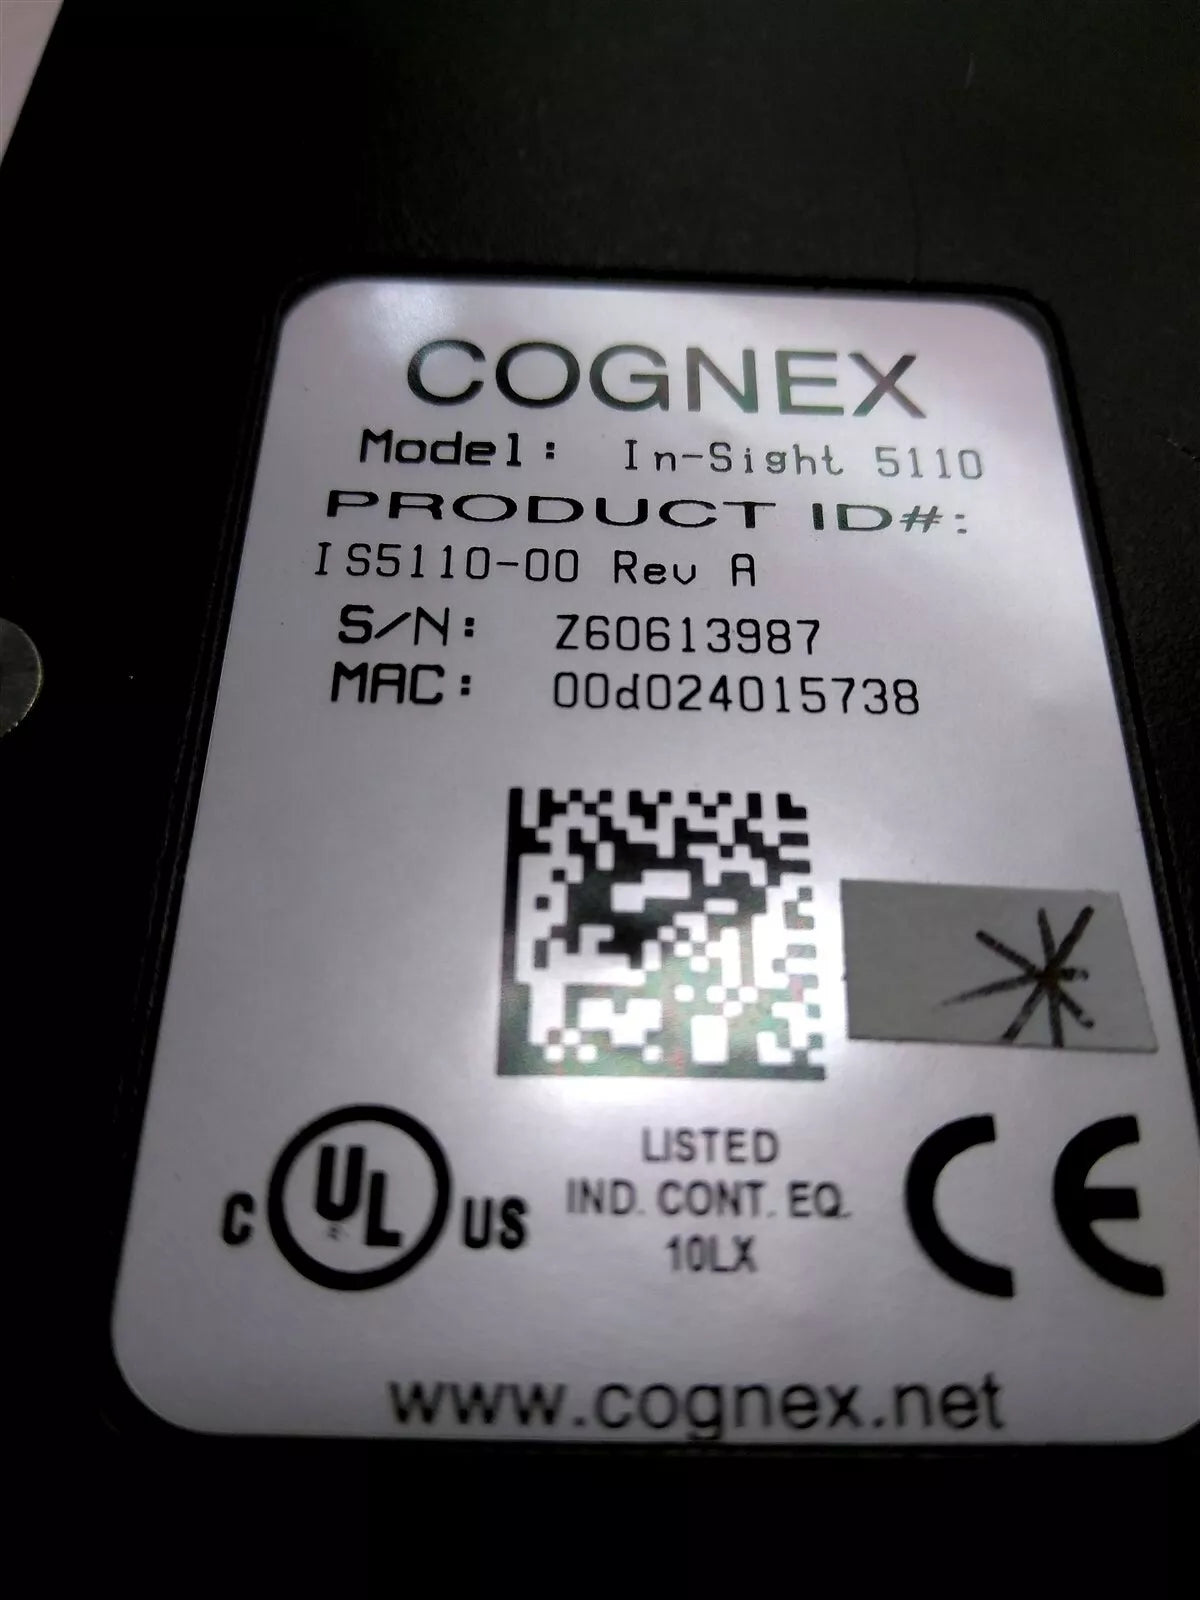 COGNEX
Model: In-Sight 5110
PRODUCT ID#:
IS5110-00 Rev A
S/N: Z60613987
MAC: 00d024015738
C UL US
LISTED
IND. CONT. EQ.
10LX
CE
www.cognex.net